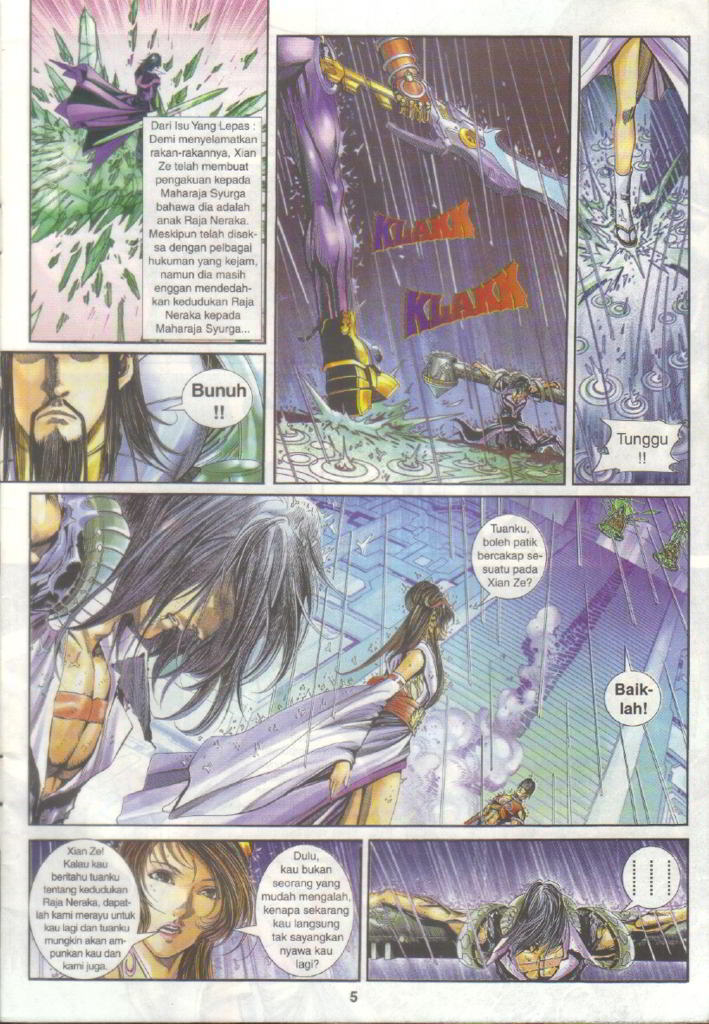 Dari Isu Yang Lepas :
Demi menyelamatkan
rakan-rakannya, Xian
Ze telah membuat
pengakuan kepada
Maharaja Syurga
bahawa dia adalah
anak Raja Neraka.
Meskipun telah disek-
sa dengan pelbagai
hukuman yang kejam,
namun dia masih
enggan mendedah-
kan kedudukan Raja
Neraka kepada
Maharaja Syurga...
KLAKK
KLAKK
Tunggu
!!
Bunuh
!!
Tuanku,
boleh patik
bercakap se-
suatu pada
Xian Ze?
Baik-
lah!
Xian Ze!
Kalau kau
beritahu tuanku
tentang kedudukan
Raja Neraka, dapat-
lah kami merayu untuk
kau lagi dan tuanku
mungkin akan am-
punkan kau dan
kami juga.
Dulu,
kau bukan
seorang yang
mudah mengalah,
kenapa sekarang
kau langsung
tak sayangkan
nyawa kau
lagi?
5